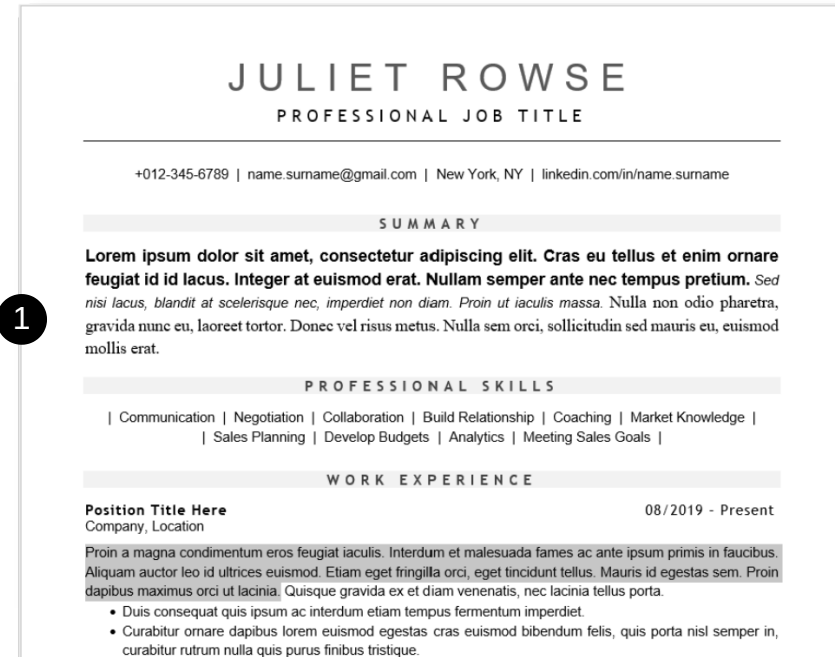 JULIET ROWSE
PROFESSIONAL JOB TITLE
+012-345-6789 | name.surname@gmail.com | New York, NY | linkedin.com/in/name.surname
SUMMARY
Lorem ipsum dolor sit amet, consectetur adipiscing elit. Cras eu tellus et enim ornare
feugiat id id lacus. Integer at euismod erat. Nullam semper ante nec tempus pretium. Sed
nisi lacus, blandit at scelerisque nec, imperdiet non diam. Proin ut iaculis massa. Nulla non odio pharetra,
1
gravida nunc eu, laoreet tortor. Donec vel risus metus. Nulla sem orci, sollicitudin sed mauris eu, euismod
mollis erat.
PROFESSIONAL SKILLS
| Communication | Negotiation | Collaboration | Build Relationship | Coaching | Market Knowledge |
| Sales Planning | Develop Budgets | Analytics | Meeting Sales Goals |
WORK EXPERIENCE
Position Title Here 08/2019 – Present
Company, Location
Proin a magna condimentum eros feugiat iaculis. Interdum et malesuada fames ac ante ipsum primis in faucibus.
Aliquam auctor leo id ultrices euismod. Etiam eget fringilla orci, eget tincidunt tellus. Mauris id egestas sem. Proin
dapibus maximus orci ut lacinia. Quisque gravida ex et diam venenatis, nec lacinia tellus porta.
• Duis consequat quis ipsum ac interdum etiam tempus fermentum imperdiet.
• Curabitur ornare dapibus lorem euismod egestas cras euismod bibendum felis, quis porta nisl semper in,
curabitur rutrum nulla quis purus finibus tristique.